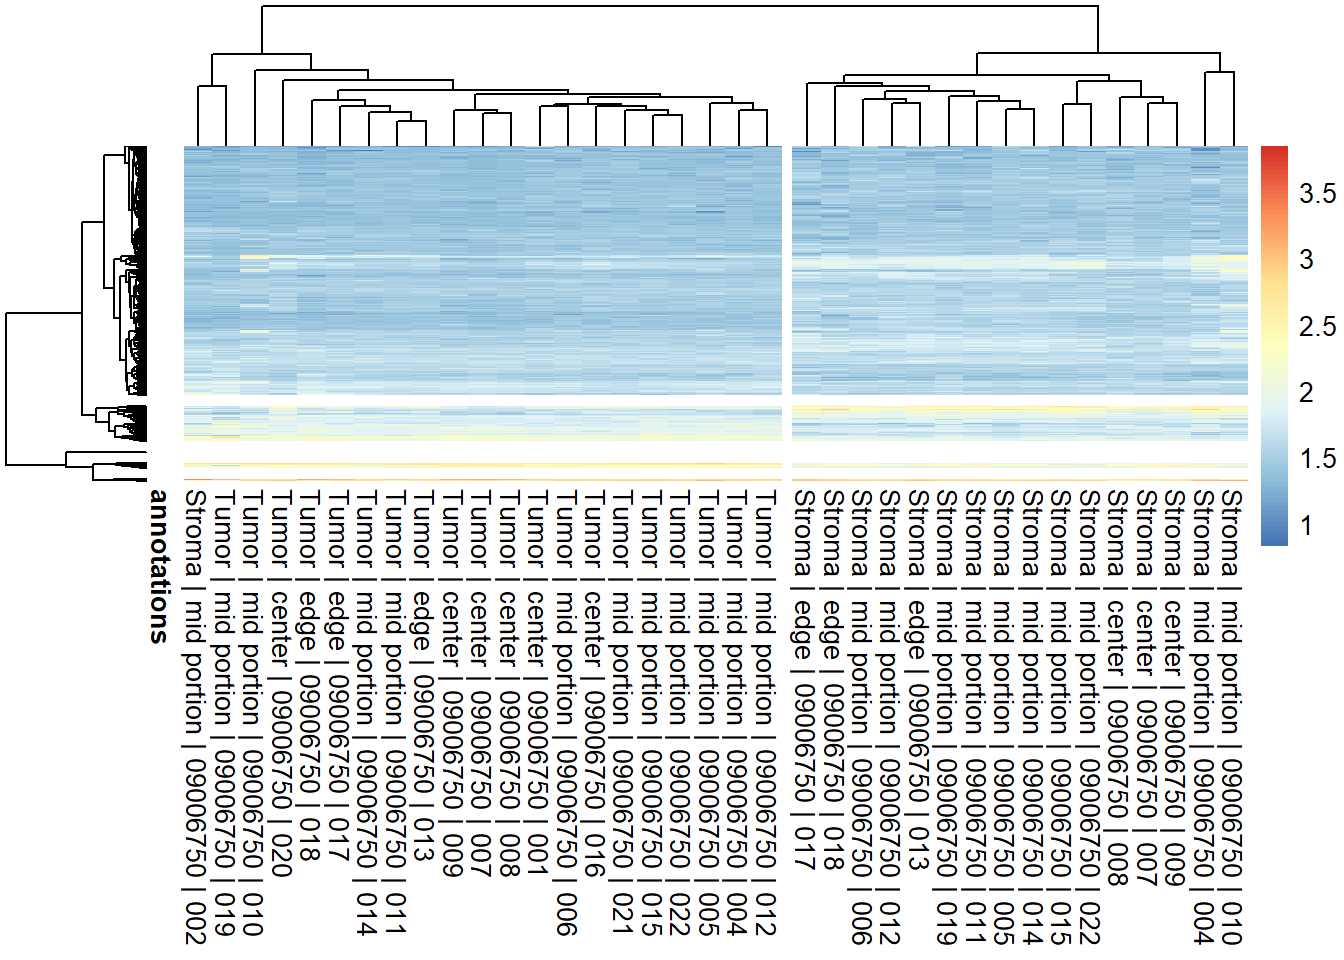 3.5
3
2.5
2
1.5
1
annotations
Stroma | mid portion | 09006750 | 002
Tumor | mid portion | 09006750 | 019
Tumor | mid portion | 09006750 | 010
Tumor | center | 09006750 | 020
Tumor | edge | 09006750 | 018
Tumor | edge | 09006750 | 017
Tumor | mid portion | 09006750 | 014
Tumor | mid portion | 09006750 | 011
Tumor | edge | 09006750 | 013
Tumor | center | 09006750 | 009
Tumor | center | 09006750 | 007
Tumor | center | 09006750 | 008
Tumor | center | 09006750 | 001
Tumor | mid portion | 09006750 | 006
Tumor | center | 09006750 | 016
Tumor | mid portion | 09006750 | 021
Tumor | mid portion | 09006750 | 015
Tumor | mid portion | 09006750 | 022
Tumor | mid portion | 09006750 | 005
Tumor | mid portion | 09006750 | 004
Tumor | mid portion | 09006750 | 012
Stroma | edge | 09006750 | 017
Stroma | edge | 09006750 | 018
Stroma | mid portion | 09006750 | 006
Stroma | mid portion | 09006750 | 012
Stroma | edge | 09006750 | 013
Stroma | mid portion | 09006750 | 019
Stroma | mid portion | 09006750 | 011
Stroma | mid portion | 09006750 | 005
Stroma | mid portion | 09006750 | 014
Stroma | mid portion | 09006750 | 015
Stroma | mid portion | 09006750 | 022
Stroma | center | 09006750 | 008
Stroma | center | 09006750 | 007
Stroma | center | 09006750 | 009
Stroma | mid portion | 09006750 | 004
Stroma | mid portion | 09006750 | 010